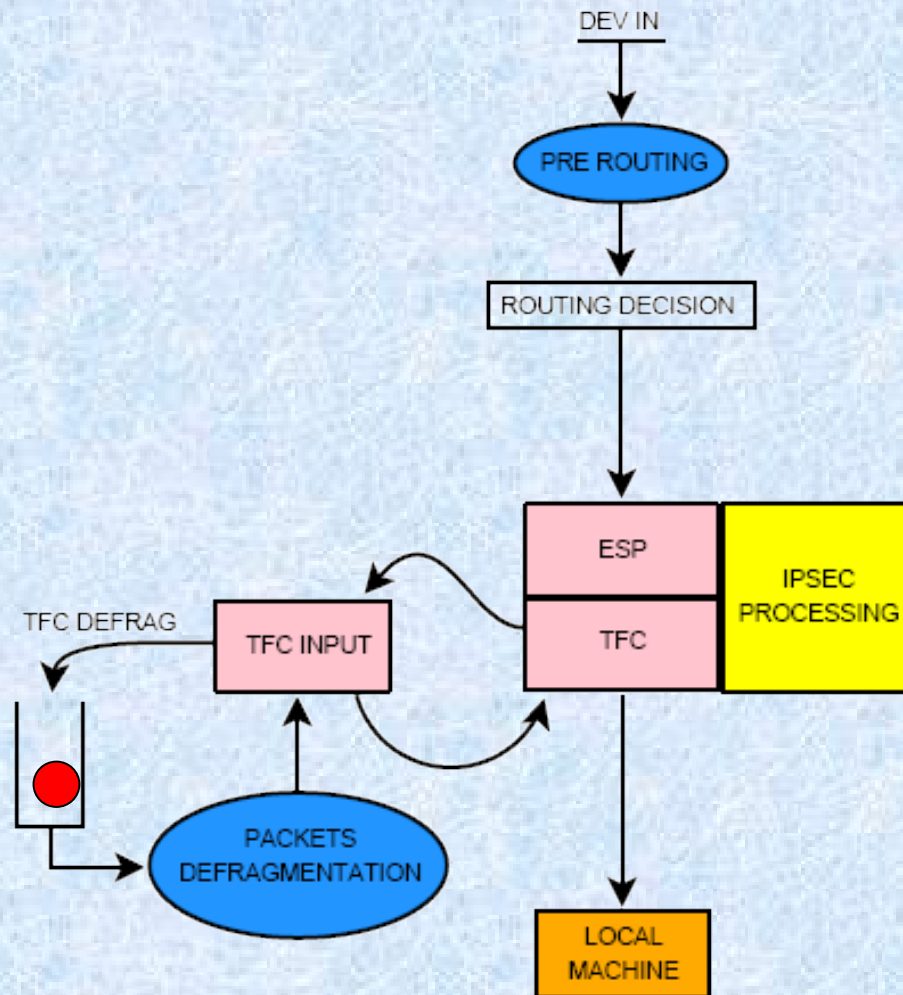 DEV IN
PRE ROUTING
ROUTING DECISION
ESP
IPSEC
PROCESSING
TFC
TFC DEFRAG
TFC INPUT
PACKETS
DEFRAGMENTATION
LOCAL
MACHINE